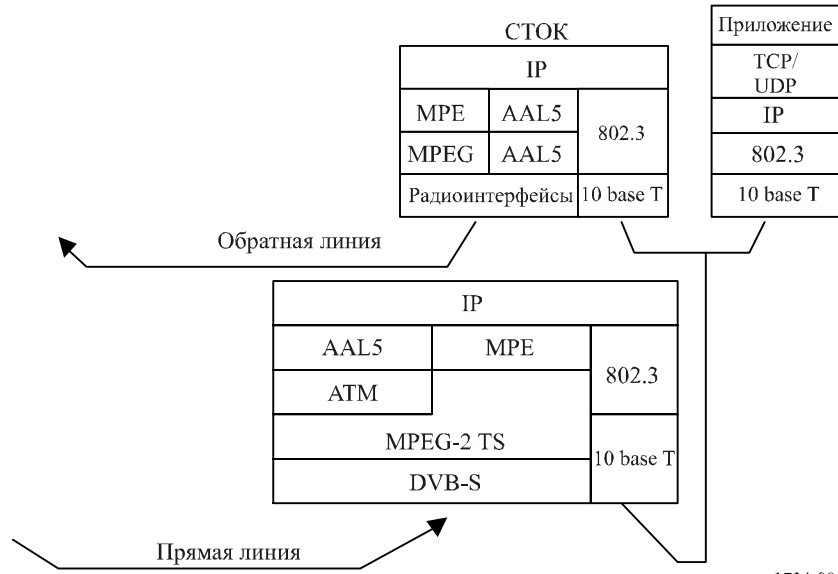 СТОК
IP
MPE AAL5 802.3
MPEG AAL5
Радиоинтерфейсы 10 base T
Приложение
TCP/
UDP
IP
802.3
10 base T
Обратная линия
IP
AAL5 MPE 802.3
ATM
MPEG-2 TS 10 base T
DVB-S
Прямая линия